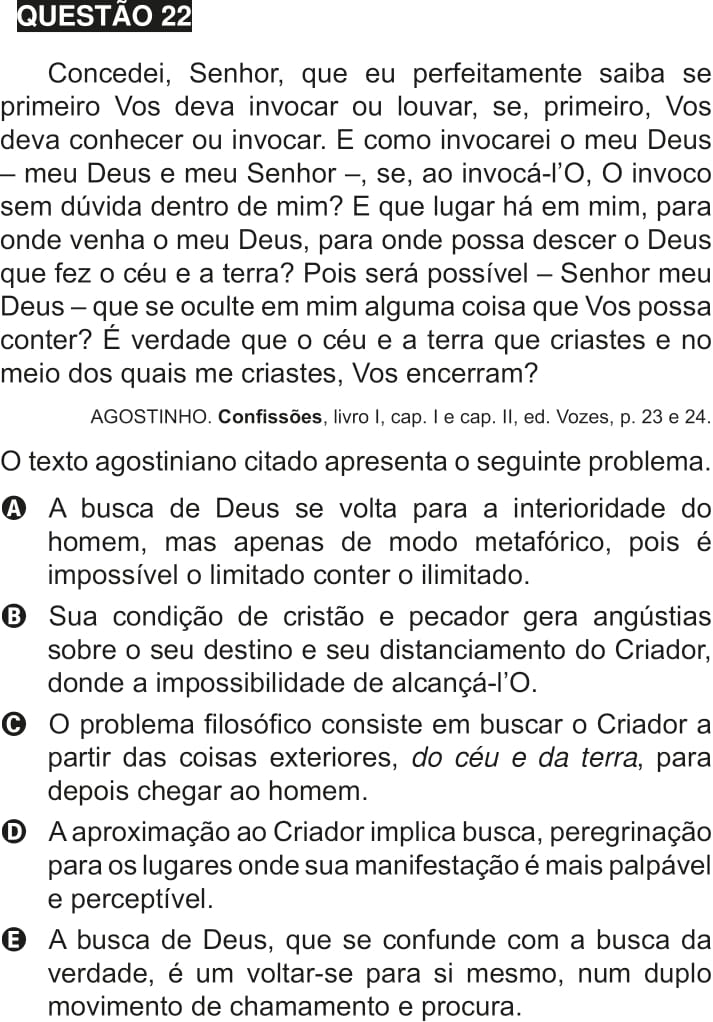 QUESTÃO 22
Concedei, Senhor, que eu perfeitamente saiba se
primeiro Vos deva invocar ou louvar, se, primeiro, Vos
deva conhecer ou invocar. E como invocarei o meu Deus
– meu Deus e meu Senhor –, se, ao invocá-l’O, O invoco
sem dúvida dentro de mim? E que lugar há em mim, para
onde venha o meu Deus, para onde possa descer o Deus
que fez o céu e a terra? Pois será possível – Senhor meu
Deus – que se oculte em mim alguma coisa que Vos possa
conter? É verdade que o céu e a terra que criastes e no
meio dos quais me criastes, Vos encerram?
AGOSTINHO. Confissões, livro I, cap. I e cap. II, ed. Vozes, p. 23 e 24.
O texto agostiniano citado apresenta o seguinte problema.
A A busca de Deus se volta para a interioridade do
homem, mas apenas de modo metafórico, pois é
impossível o limitado conter o ilimitado.
B Sua condição de cristão e pecador gera angústias
sobre o seu destino e seu distanciamento do Criador,
donde a impossibilidade de alcançá-l’O.
C O problema filosófico consiste em buscar o Criador a
partir das coisas exteriores, do céu e da terra, para
depois chegar ao homem.
D A aproximação ao Criador implica busca, peregrinação
para os lugares onde sua manifestação é mais palpável
e perceptível.
E A busca de Deus, que se confunde com a busca da
verdade, é um voltar-se para si mesmo, num duplo
movimento de chamamento e procura.